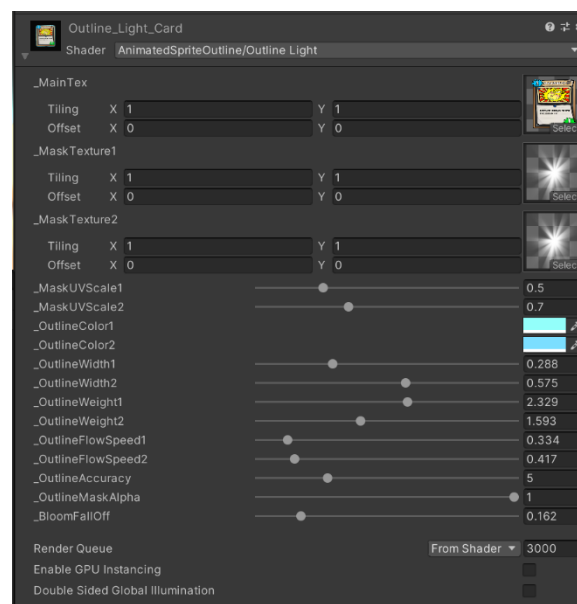 Outline_Light_Card
Shader AnimatedSpriteOutline/Outline Light
_MainTex
Tiling X 1 Y 1
Offset X 0 Y 0
Selec
_MaskTexture1
Tiling X 1 Y 1
Offset X 0 Y 0
Selec
_MaskTexture2
Tiling X 1 Y 1
Offset X 0 Y 0
Selec
_MaskUVScale1 0.5
_MaskUVScale2 0.7
_OutlineColor1
_OutlineColor2
_OutlineWidth1 0.288
_OutlineWidth2 0.575
_OutlineWeight1 2.329
_OutlineWeight2 1.593
_OutlineFlowSpeed1 0.334
_OutlineFlowSpeed2 0.417
_OutlineAccuracy 5
_OutlineMaskAlpha 1
_BloomFallOff 0.162
Render Queue From Shader 3000
Enable GPU Instancing
Double Sided Global Illumination